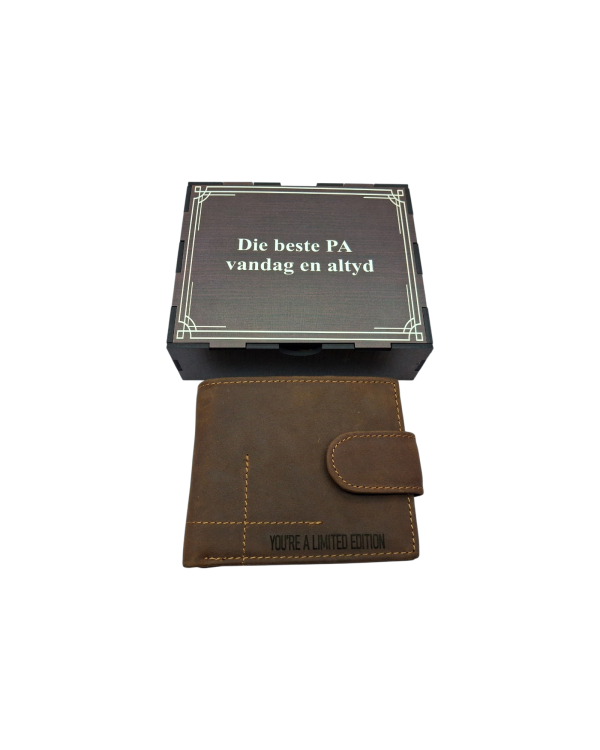 Die beste PA
vandag en altyd
YOU'RE A LIMITED EDITION